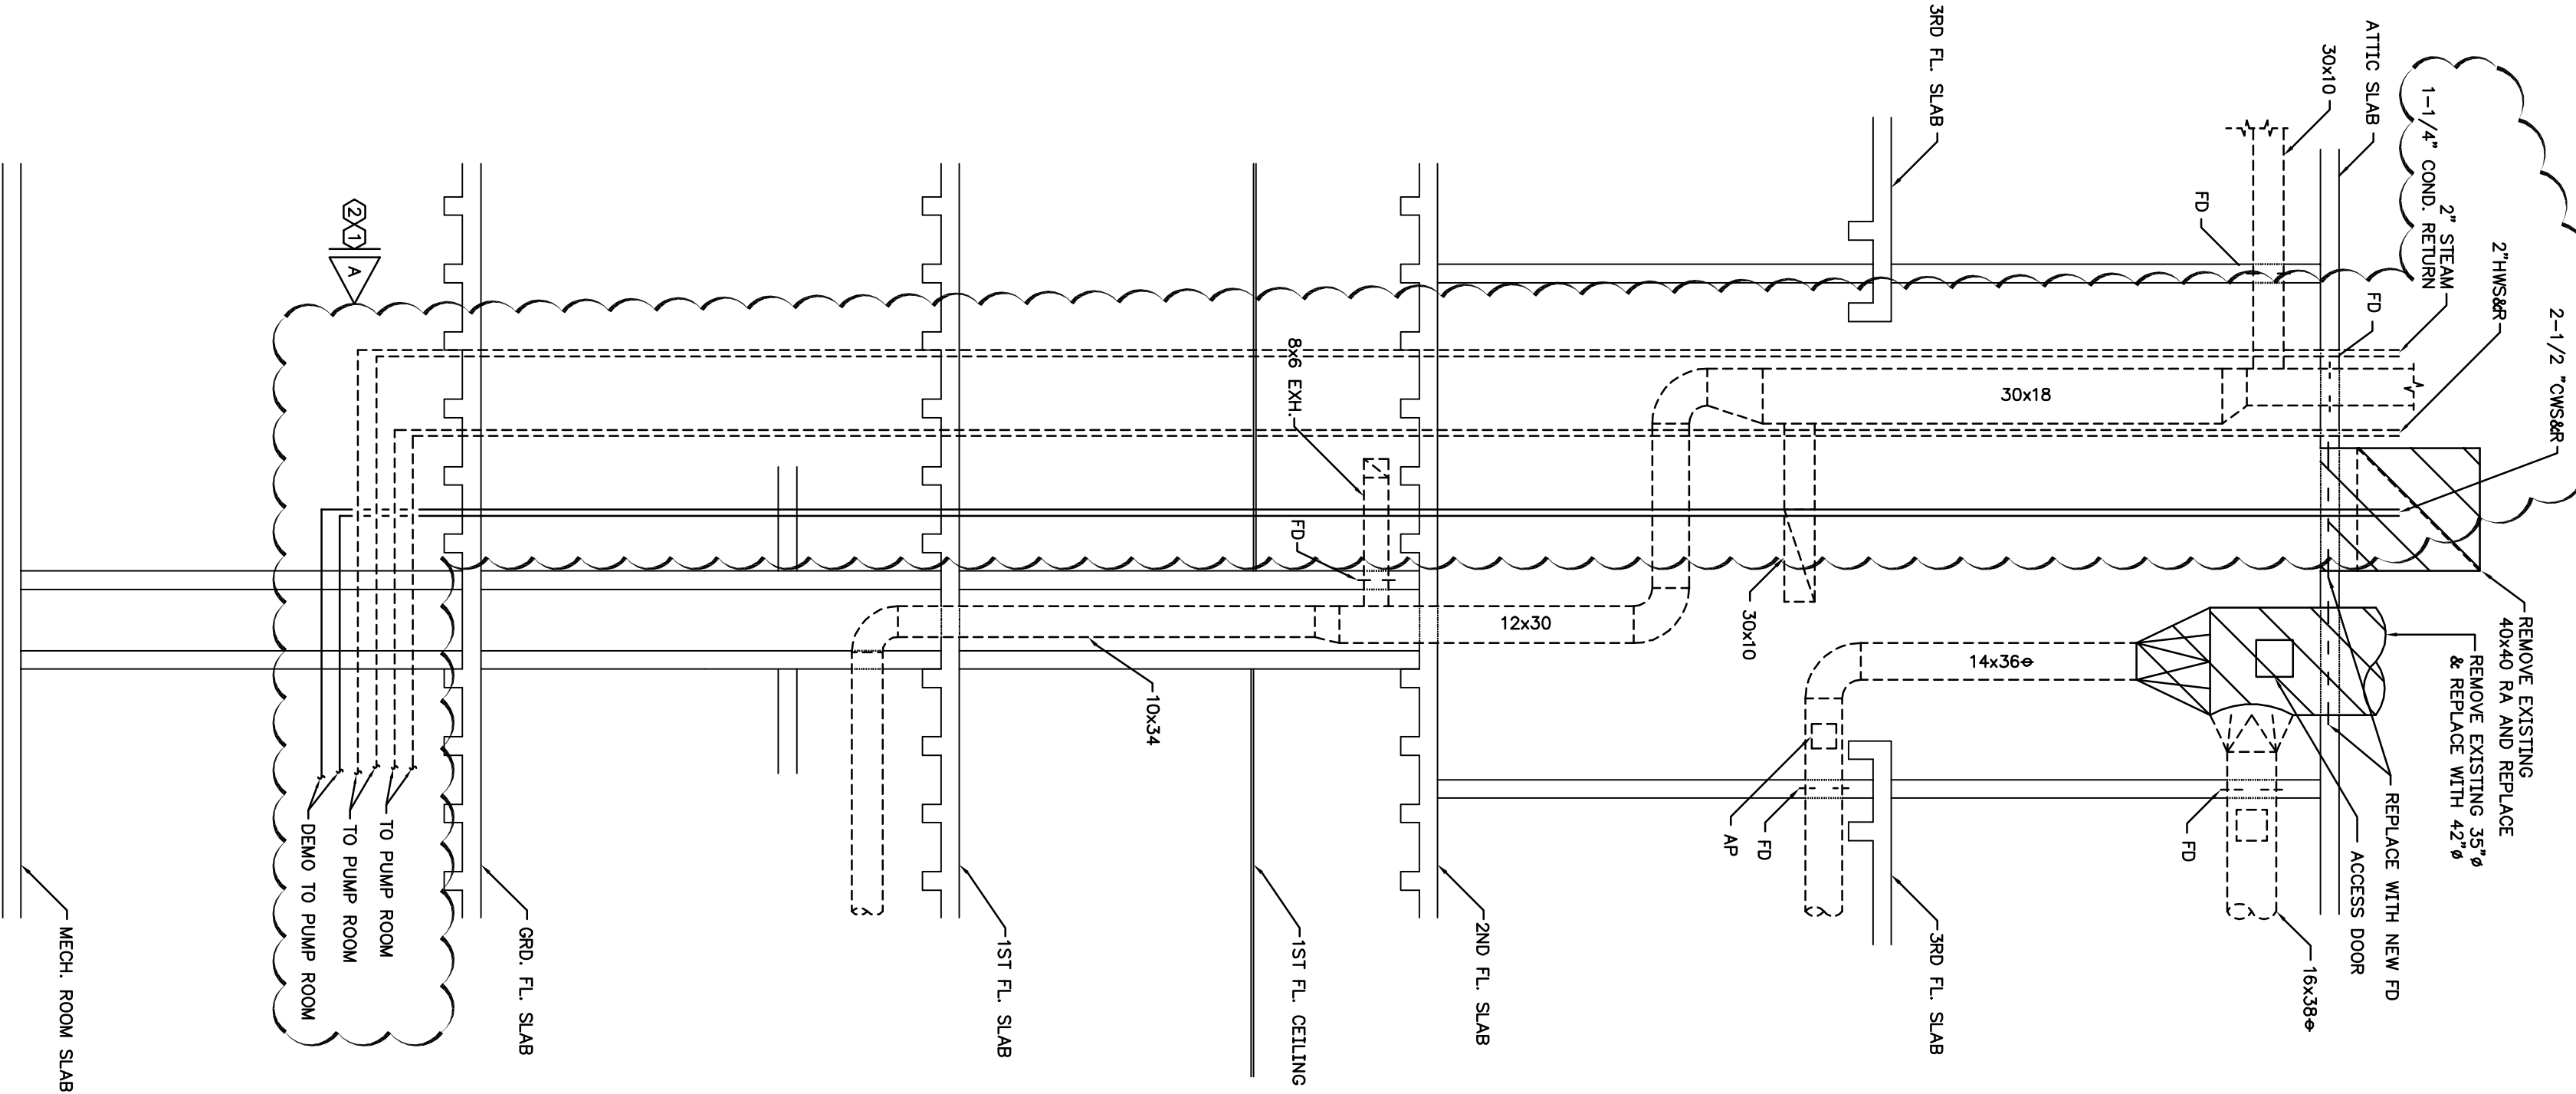 2-1/2 "CWS&R
2"HWS&R
2" STEAM
1-1/4" COND. RETURN
FD
ATTIC SLAB
30x10
FD
3RD FL. SLAB
REMOVE EXISTING
40x40 RA AND REPLACE
REMOVE EXISTING 35"ø
& REPLACE WITH 42"ø
REPLACE WITH NEW FD
ACCESS DOOR
16x38ɸ
FD
30x18
14x36ɸ
30x10
FD
AP
3RD FL. SLAB
12x30
2ND FL. SLAB
8x6 EXH.
FD
1ST FL. CEILING
10x34
1ST FL. SLAB
GRD. FL. SLAB
2
1
A
TO PUMP ROOM
TO PUMP ROOM
DEMO TO PUMP ROOM
MECH. ROOM SLAB